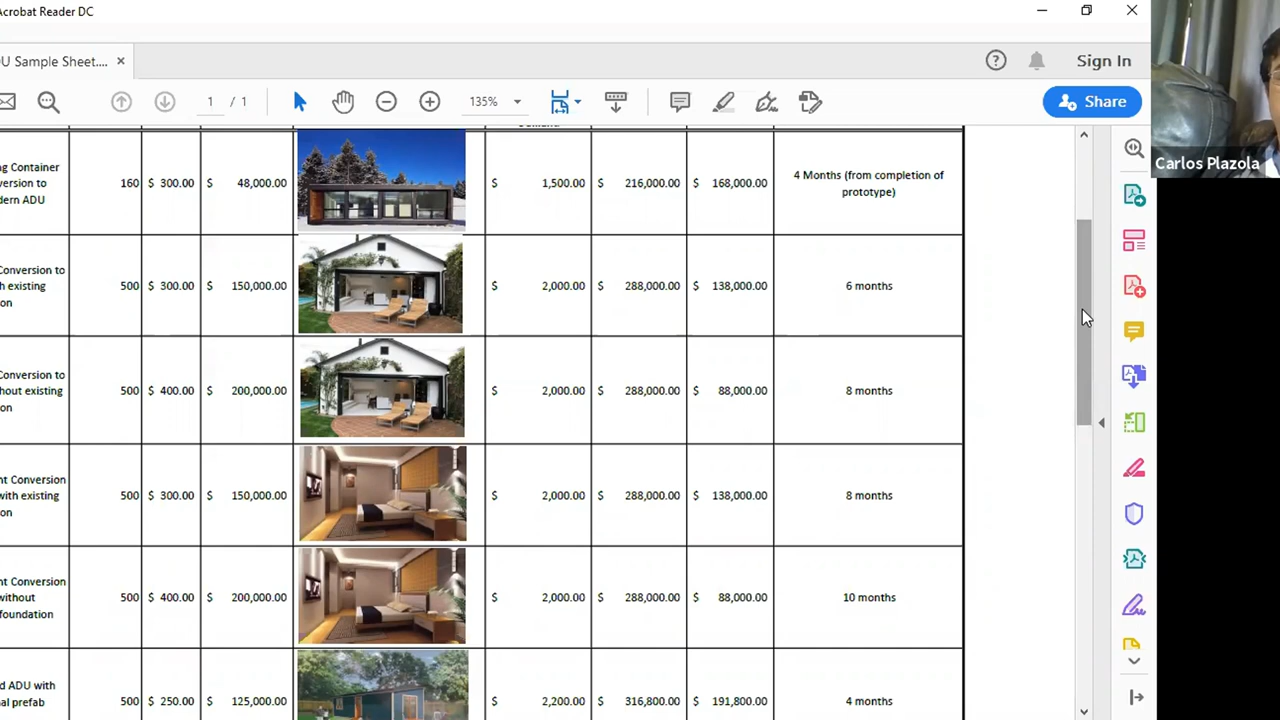 Acrobat Reader DC
DU Sample Sheet....
Sign In
1 / 1
135%
Share
Carlos Plazola
ng Container
version to
dern ADU
160
$ 300.00
$ 48,000.00
$ 1,500.00
$ 216,000.00
$ 168,000.00
4 Months (from completion of
prototype)
Conversion to
h existing
on
500
$ 300.00
$ 150,000.00
$ 2,000.00
$ 288,000.00
$ 138,000.00
6 months
Conversion to
hout existing
on
500
$ 400.00
$ 200,000.00
$ 2,000.00
$ 288,000.00
$ 88,000.00
8 months
nt Conversion
with existing
on
500
$ 300.00
$ 150,000.00
$ 2,000.00
$ 288,000.00
$ 138,000.00
8 months
nt Conversion
without
foundation
500
$ 400.00
$ 200,000.00
$ 2,000.00
$ 288,000.00
$ 88,000.00
10 months
d ADU with
nal prefab
500
$ 250.00
$ 125,000.00
$ 2,200.00
$ 316,800.00
$ 191,800.00
4 months